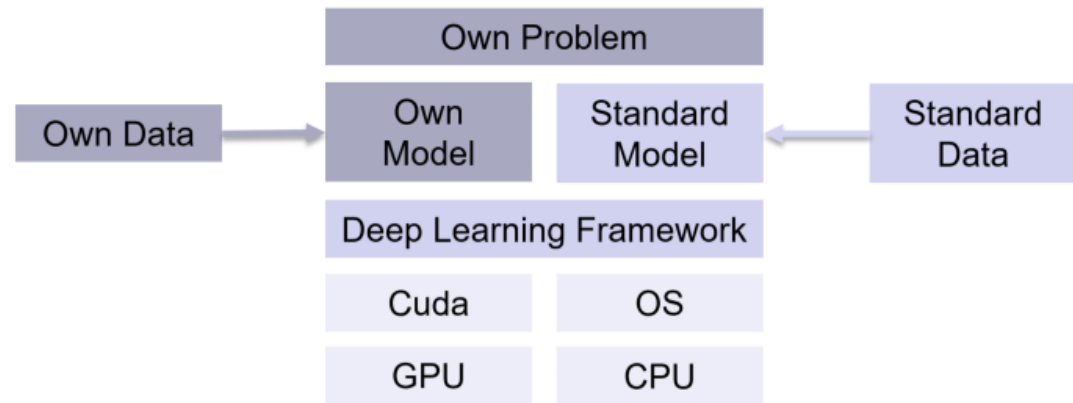 Own Problem
Own Data
Own
Model
Standard
Model
Standard
Data
Deep Learning Framework
Cuda
OS
GPU
CPU